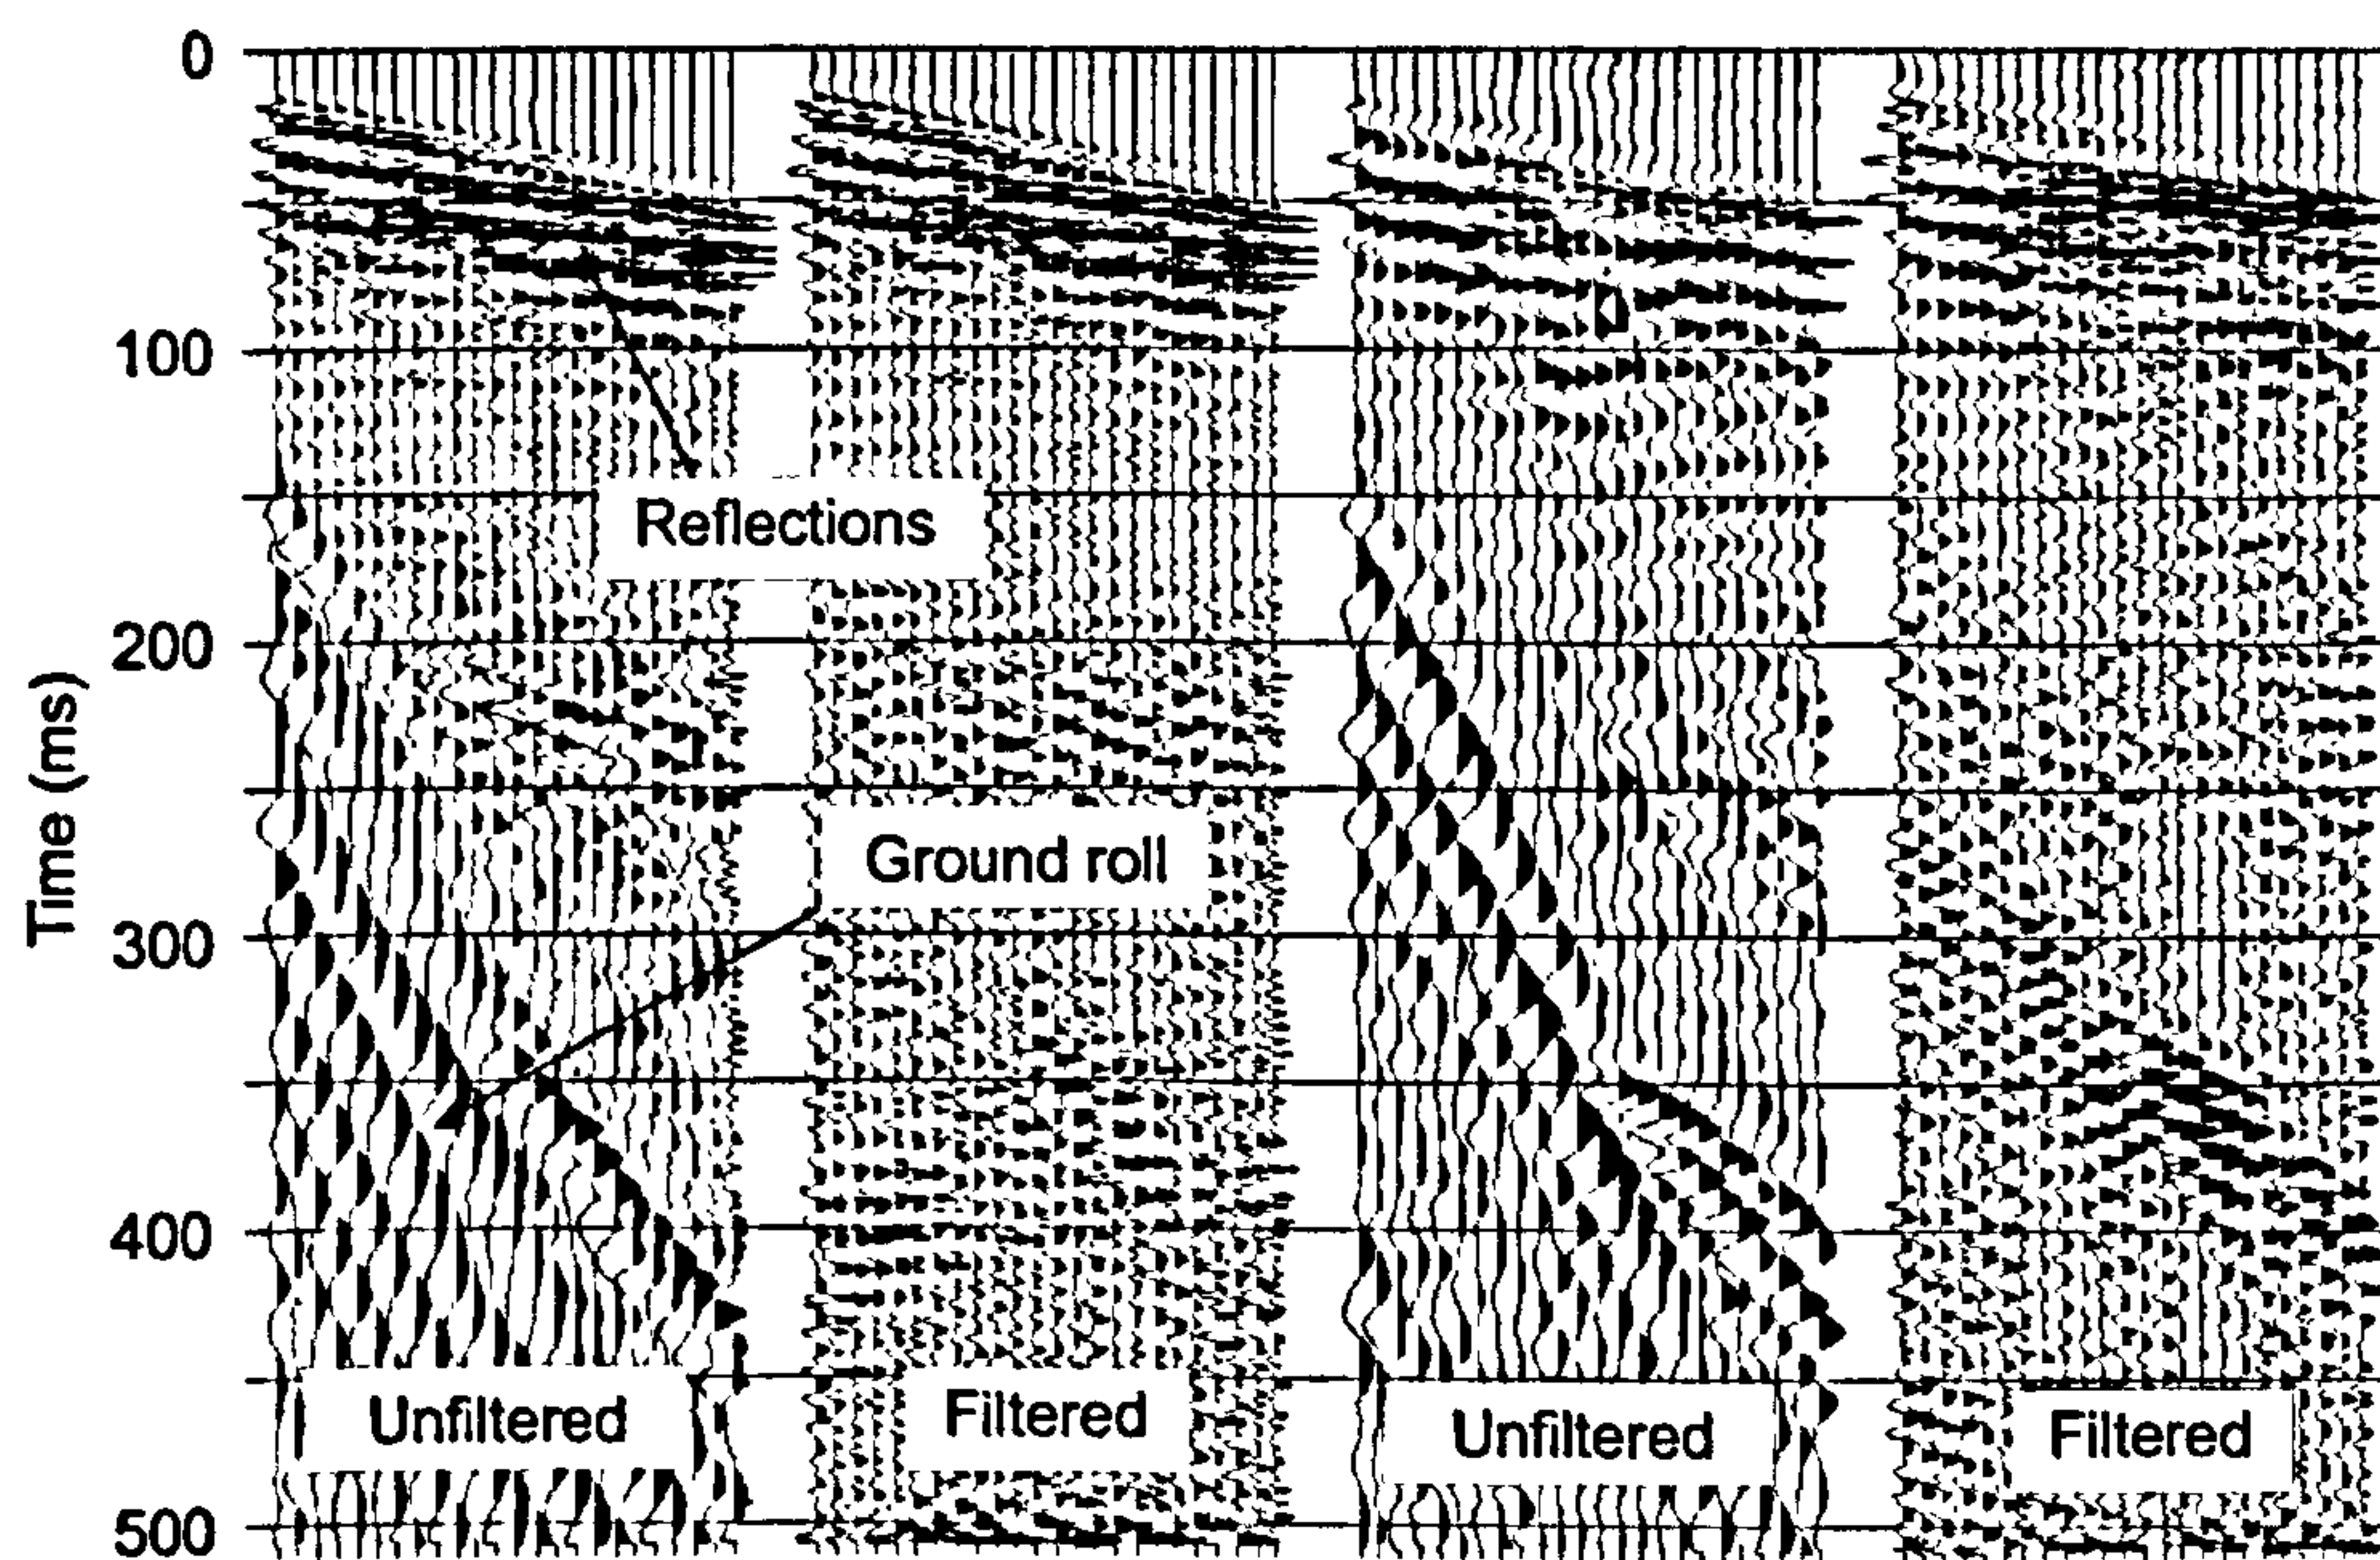 0
100
200
300
400
500
Time (ms)
Reflections
Ground roll
Unfiltered
Filtered
Unfiltered
Filtered